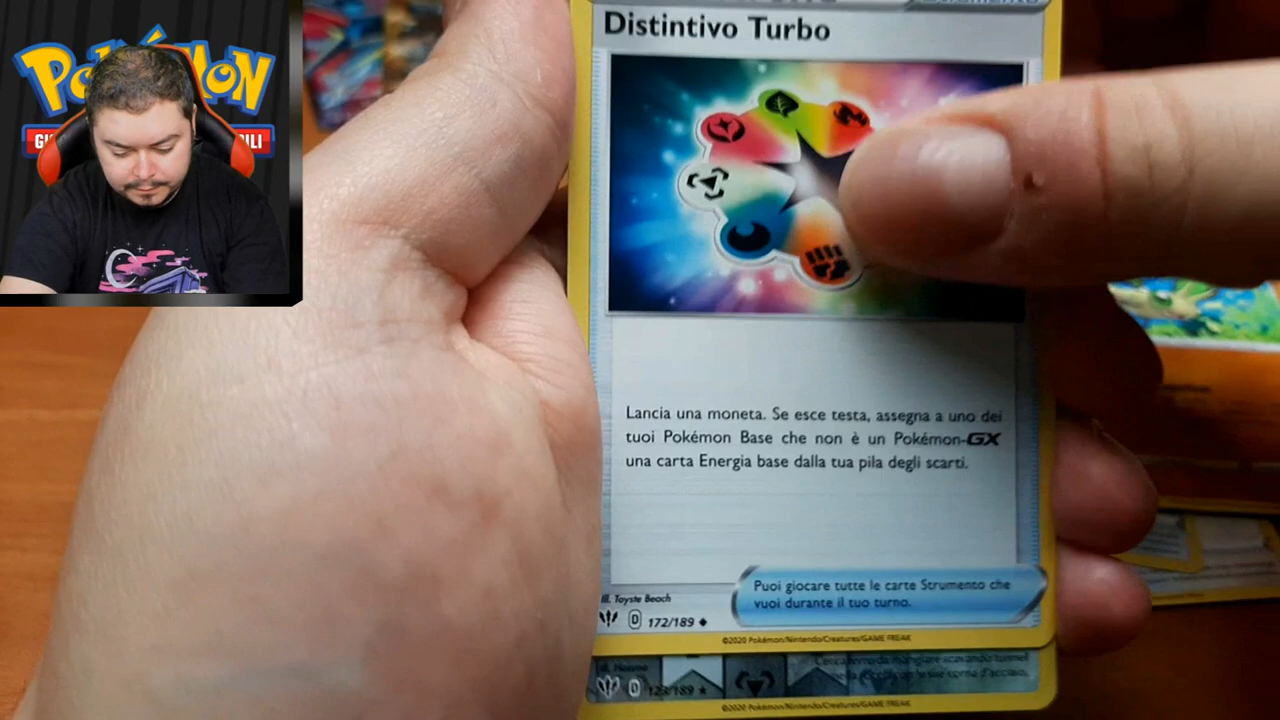 POKÉMON
Distintivo Turbo
Lancia una moneta. Se esce testa, assegna a uno dei
tuoi Pokémon Base che non è un Pokémon-GX
una carta Energia base dalla tua pila degli scarti.
Puoi giocare tutte le carte Strumento che
vuoi durante il tuo turno.
Ill. Toyste Beach
D 172/189
©2020 Pokémon/Nintendo/Creatures/GAME FREAK
D 123/189
©2020 Pokémon/Nintendo/Creatures/GAME FREAK